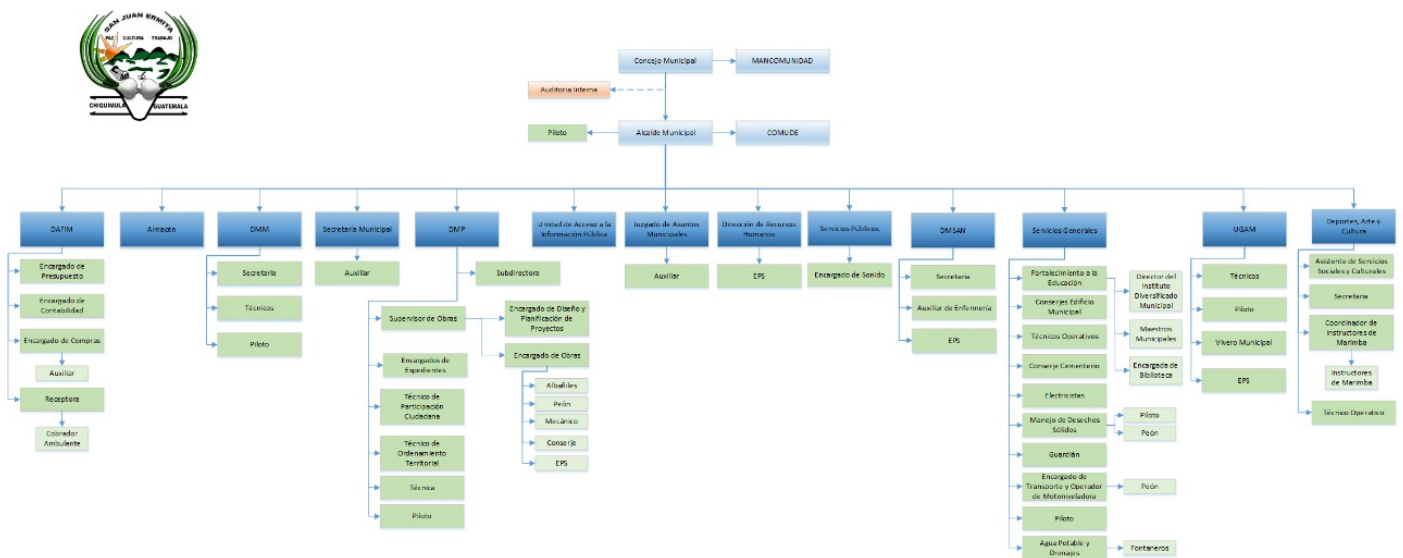 SAN JUAN ERMITA
PAZ CULTURA TRABAJO
CHIQUIMULA
GUATEMALA
Concejo Municipal
MANCOMUNIDAD
Auditoria Interna
Piloto
Alcalde Municipal
COMUDE
DAFIM
Almacén
DMM
Secretaria Municipal
DMP
Unidad de Acceso a la
Información Pública
Juzgado de Asuntos
Municipales
Dirección de Recursos
Humanos
Servicios Públicos
DMSAN
Servicios Generales
UGAM
Deportes, Arte y
Cultura
Encargado de
Presupuesto
Encargado de
Contabilidad
Encargado de Compras
Auxiliar
Receptora
Cobrador
Ambulante
Secretaria
Técnicos
Piloto
Auxiliar
Subdirectora
Supervisor de Obras
Encargado de Diseño y
Planificación de
Proyectos
Encargado de Obras
Albañiles
Peón
Mecánico
Conserje
EPS
Encargados de
Expedientes
Técnico de
Participación
Ciudadana
Técnico de
Ordenamiento
Territorial
Técnica
Piloto
Auxiliar
EPS
Encargado de Sonido
Secretaria
Auxiliar de Enfermería
EPS
Fortalecimiento a la
Educación
Director del
Instituto
Diversificado
Municipal
Maestros
Municipales
Encargada de
Biblioteca
Conserjes Edificio
Municipal
Técnicos Operativos
Conserje Cementerio
Electricistas
Manejo de Desechos
Sólidos
Piloto
Peón
Guardián
Encargado de
Transporte y Operador
de Motoniveladora
Peón
Piloto
Agua Potable y
Drenajes
Fontaneros
Técnicos
Piloto
Vivero Municipal
EPS
Asistente de Servicios
Sociales y Culturales
Secretaria
Coordinador de
Instructores de
Marimba
Instructores
de Marimba
Técnico Operativo